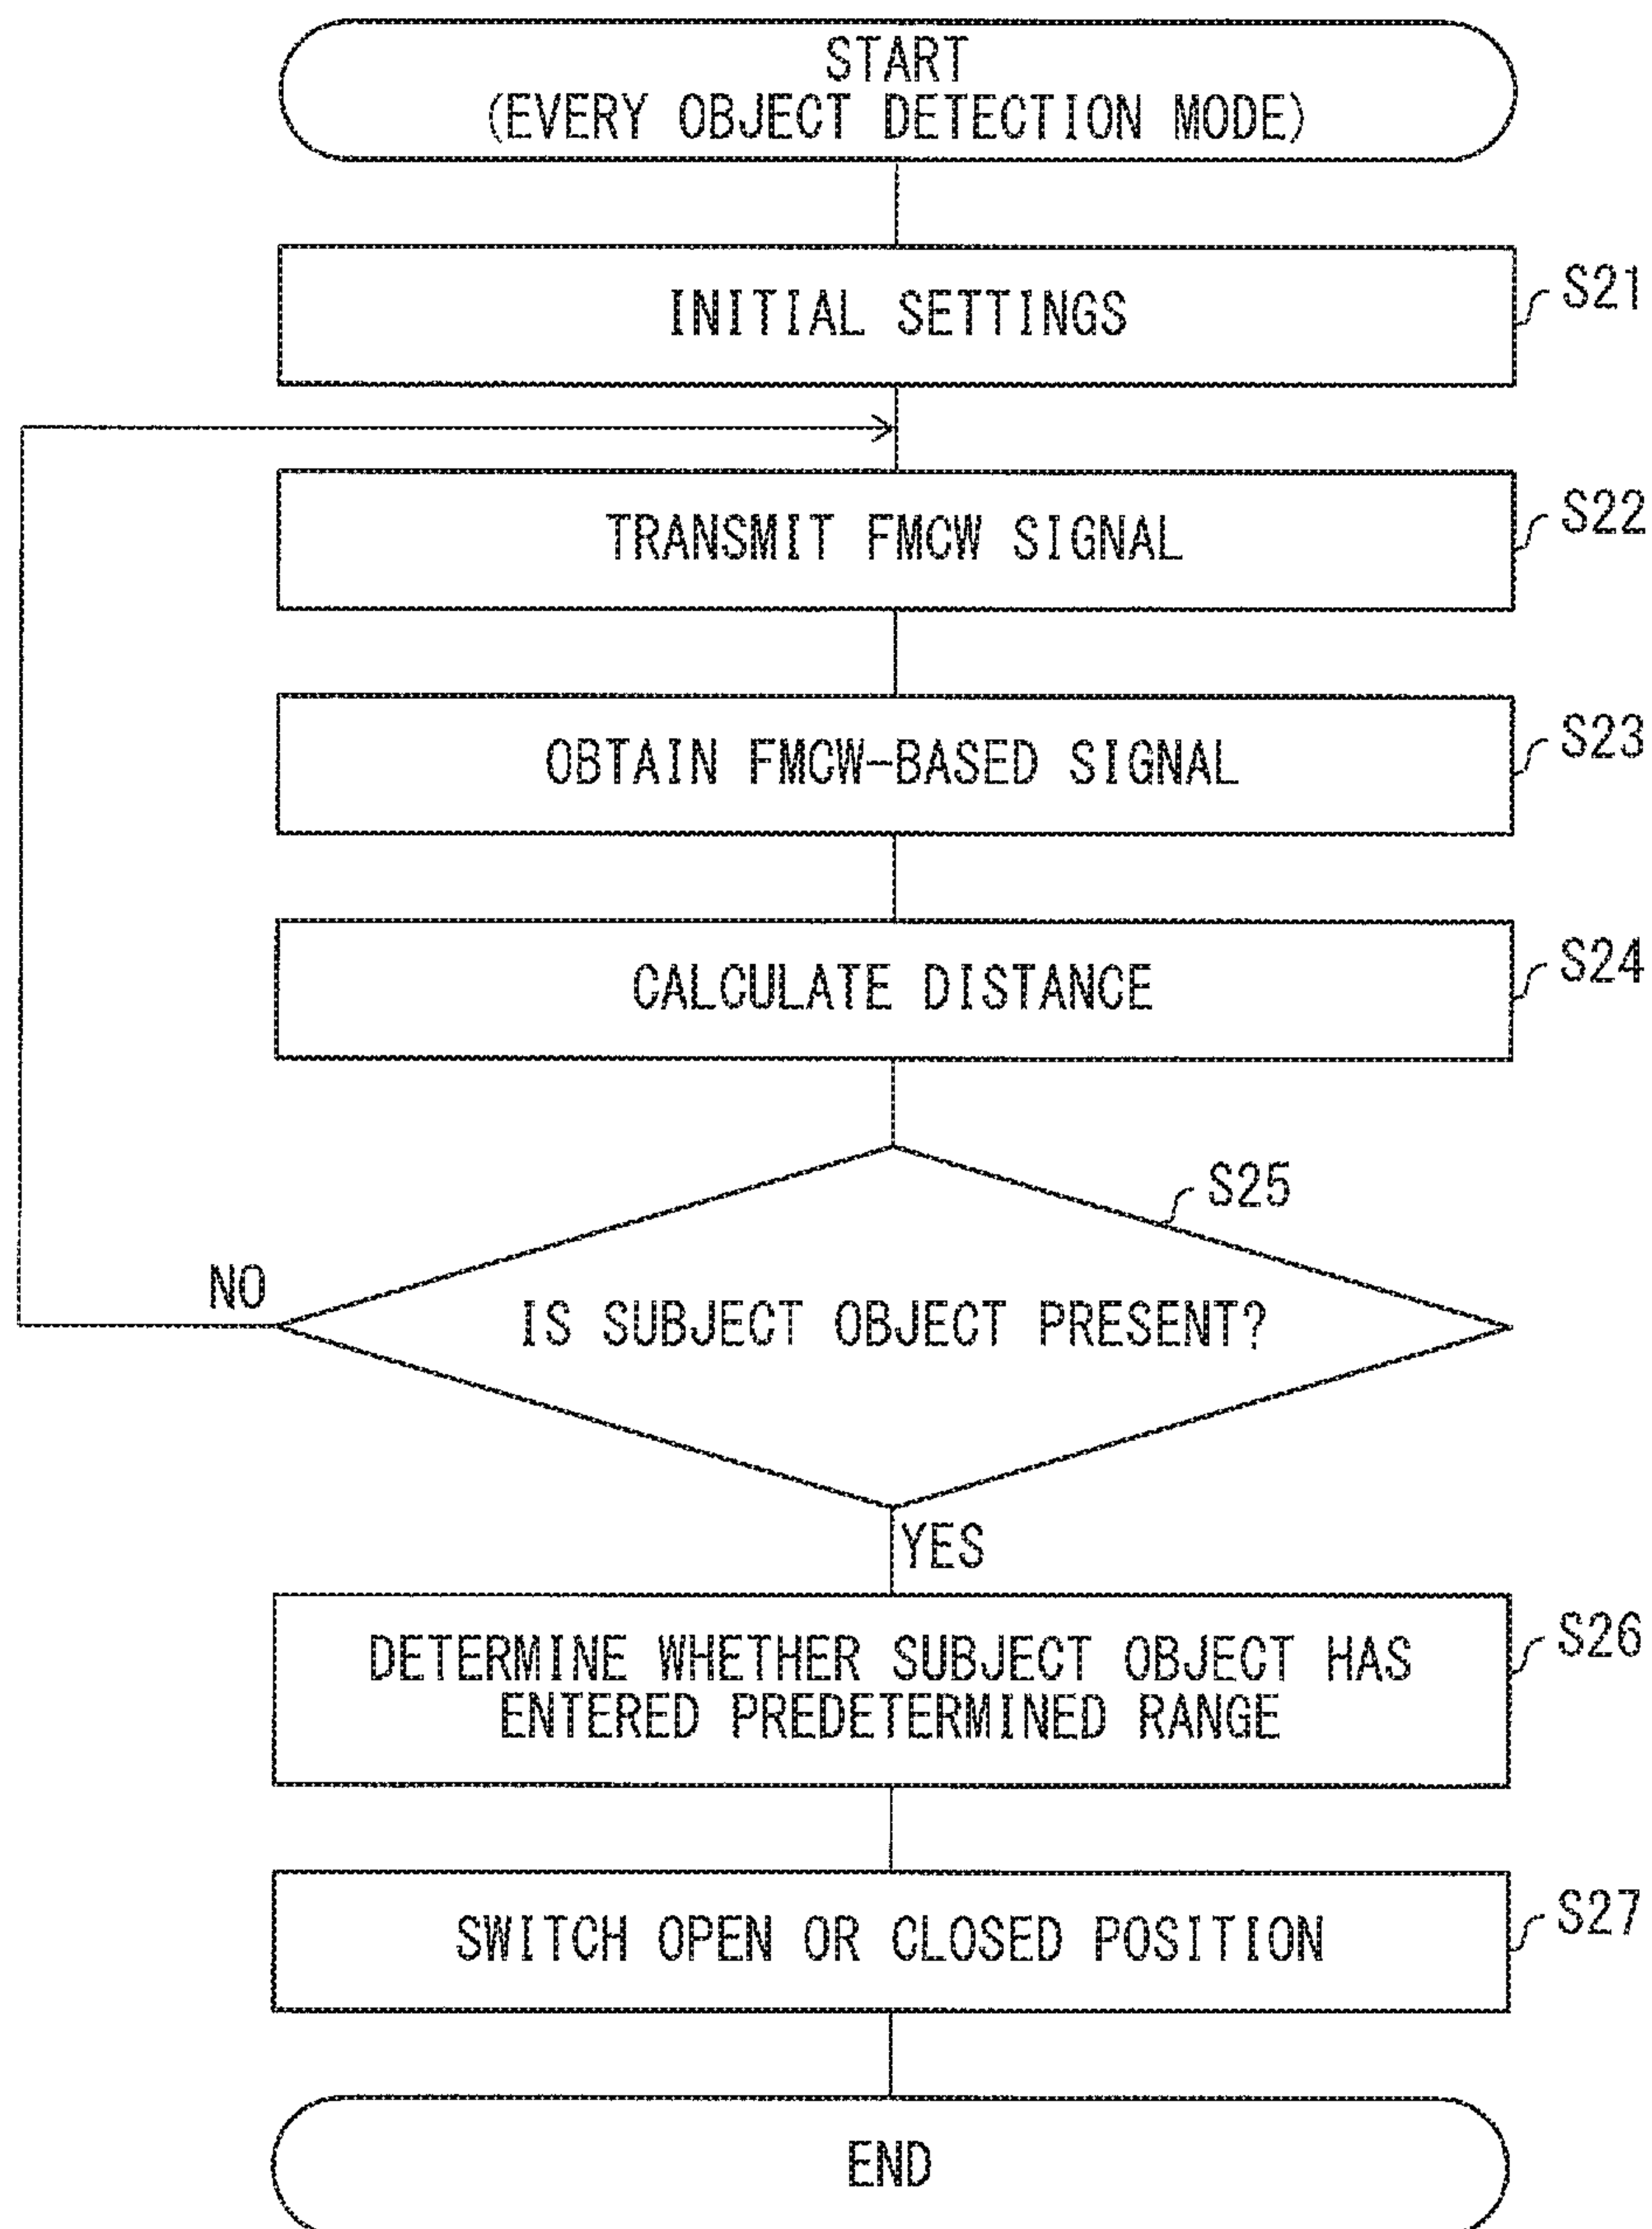 START
(EVERY OBJECT DETECTION MODE)
INITIAL SETTINGS
S21
TRANSMIT FMCW SIGNAL
S22
OBTAIN FMCW-BASED SIGNAL
S23
CALCULATE DISTANCE
S24
S25
NO
IS SUBJECT OBJECT PRESENT?
YES
DETERMINE WHETHER SUBJECT OBJECT HAS
ENTERED PREDETERMINED RANGE
S26
SWITCH OPEN OR CLOSED POSITION
S27
END